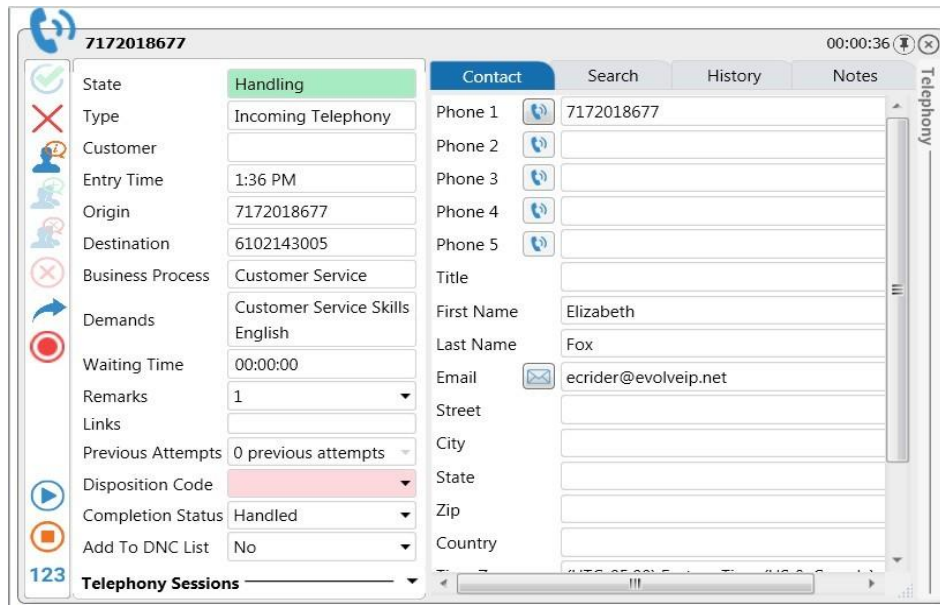 7172018677
00:00:36
State Handling
Type Incoming Telephony
Customer
Entry Time 1:36 PM
Origin 7172018677
Destination 6102143005
Business Process Customer Service
Demands Customer Service Skills
English
Waiting Time 00:00:00
Remarks 1
Links
Previous Attempts 0 previous attempts
Disposition Code
Completion Status Handled
Add To DNC List No
123
Telephony Sessions
Contact Search History Notes
Phone 1 7172018677
Phone 2
Phone 3
Phone 4
Phone 5
Title
First Name Elizabeth
Last Name Fox
Email ecrider@evolveip.net
Street
City
State
Zip
Country
Telephony